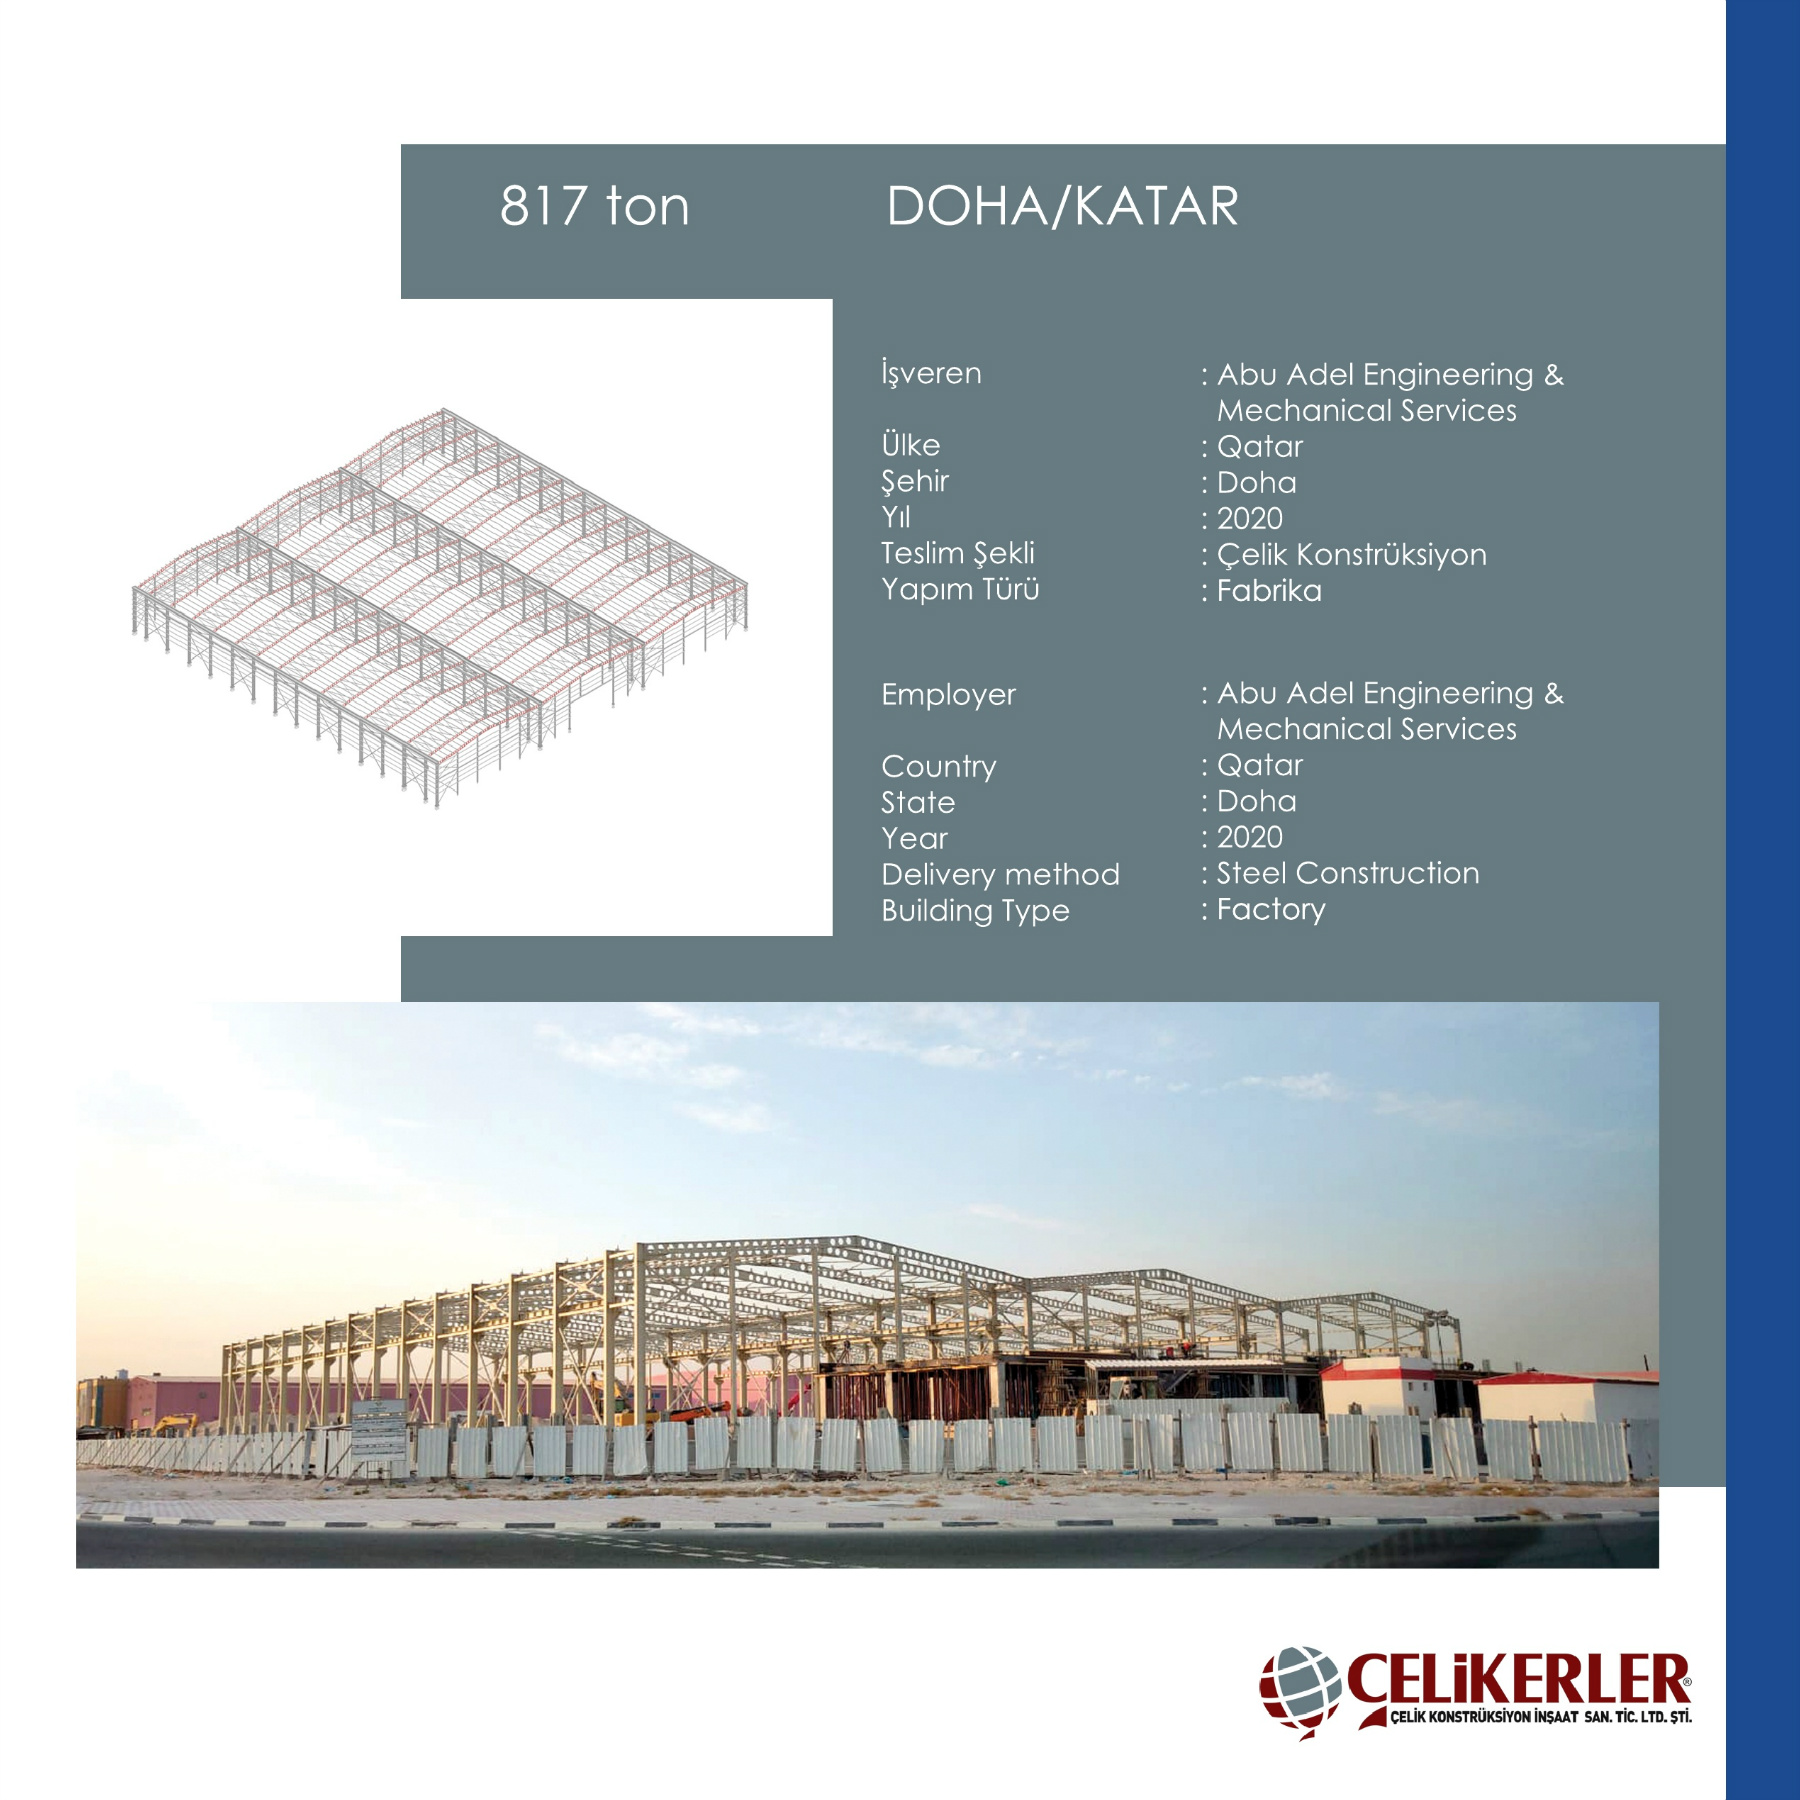 817 ton
DOHA/KATAR
İşveren : Abu Adel Engineering &
Mechanical Services
Ülke : Qatar
Şehir : Doha
Yıl : 2020
Teslim Şekli : Çelik Konstrüksiyon
Yapım Türü : Fabrika
Employer : Abu Adel Engineering &
Mechanical Services
Country : Qatar
State : Doha
Year : 2020
Delivery method : Steel Construction
Building Type : Factory
ÇELiKERLER®
ÇELİK KONSTRÜKSİYON İNŞAAT SAN. TİC. LTD. ŞTİ.